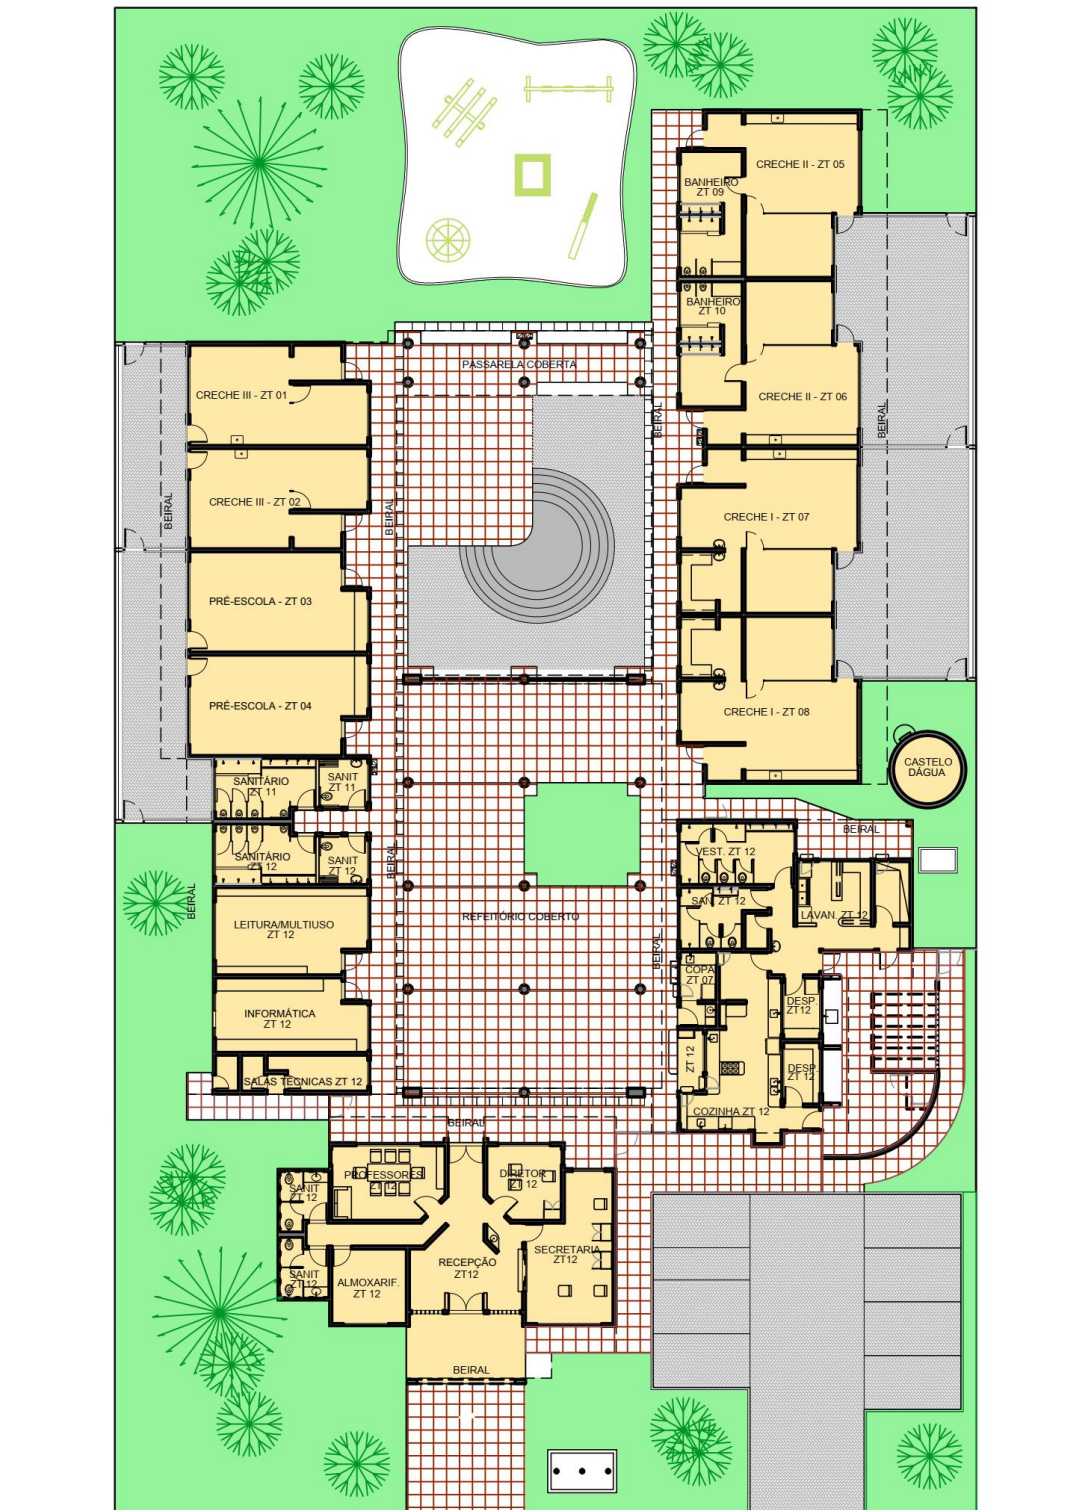 CRECHE II - ZT 05
BANHEIRO
ZT 09
BANHEIRO
ZT 10
PASSARELA COBERTA
CRECHE III - ZT 01
CRECHE II - ZT 06
BEIRAL
BEIRAL
CRECHE III - ZT 02
BEIRAL
BEIRAL
CRECHE I - ZT 07
PRÉ-ESCOLA - ZT 03
PRÉ-ESCOLA - ZT 04
CRECHE I - ZT 08
CASTELO
DÁGUA
SANITÁRIO
ZT 11
SANIT
ZT 11
BEIRAL
SANITÁRIO
ZT 12
SANIT
ZT 12
BEIRAL
VEST. ZT 12
BEIRAL
SAN. ZT 12
LAVAN. ZT 12
LEITURA/MULTIUSO
ZT 12
REFEITÓRIO COBERTO
BEIRAL
COPA
ZT 07
DESP.
ZT12
INFORMÁTICA
ZT 12
ZT 12
DESP.
ZT 12
SALAS TÉCNICAS ZT 12
COZINHA ZT 12
BEIRAL
PROFESSORES
ZT 12
DIRETOR
ZT 12
SANIT
ZT 12
SECRETARIA
ZT12
RECEPÇÃO
ZT12
SANIT
ZT 12
ALMOXARIF.
ZT 12
BEIRAL